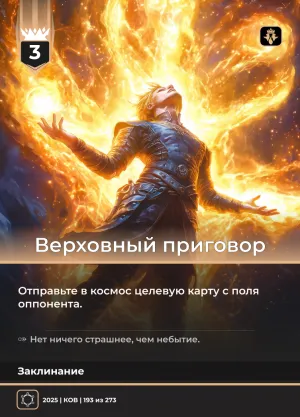 3
Верховный приговор
Отправьте в космос целевую карту с поля
оппонента.
Нет ничего страшнее, чем небытие.
Заклинание
2025 | КОВ | 193 из 273